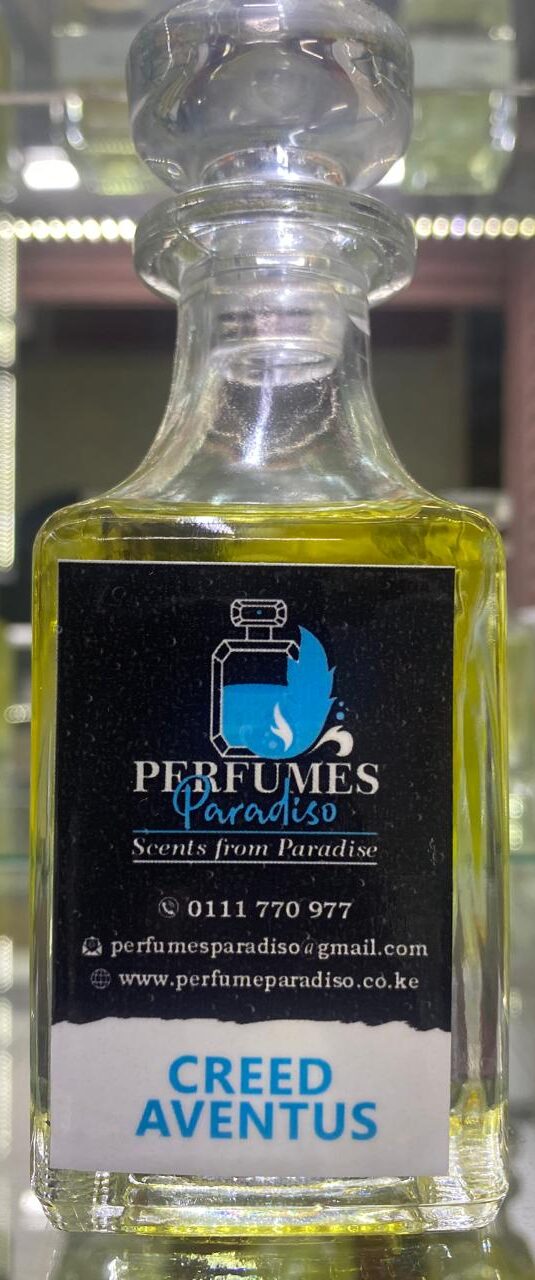 PERFUMES
Paradiso
Scents from Paradise
0111 770 977
perfumesparadiso@gmail.com
www.perfumeparadiso.co.ke
CREED
AVENTUS